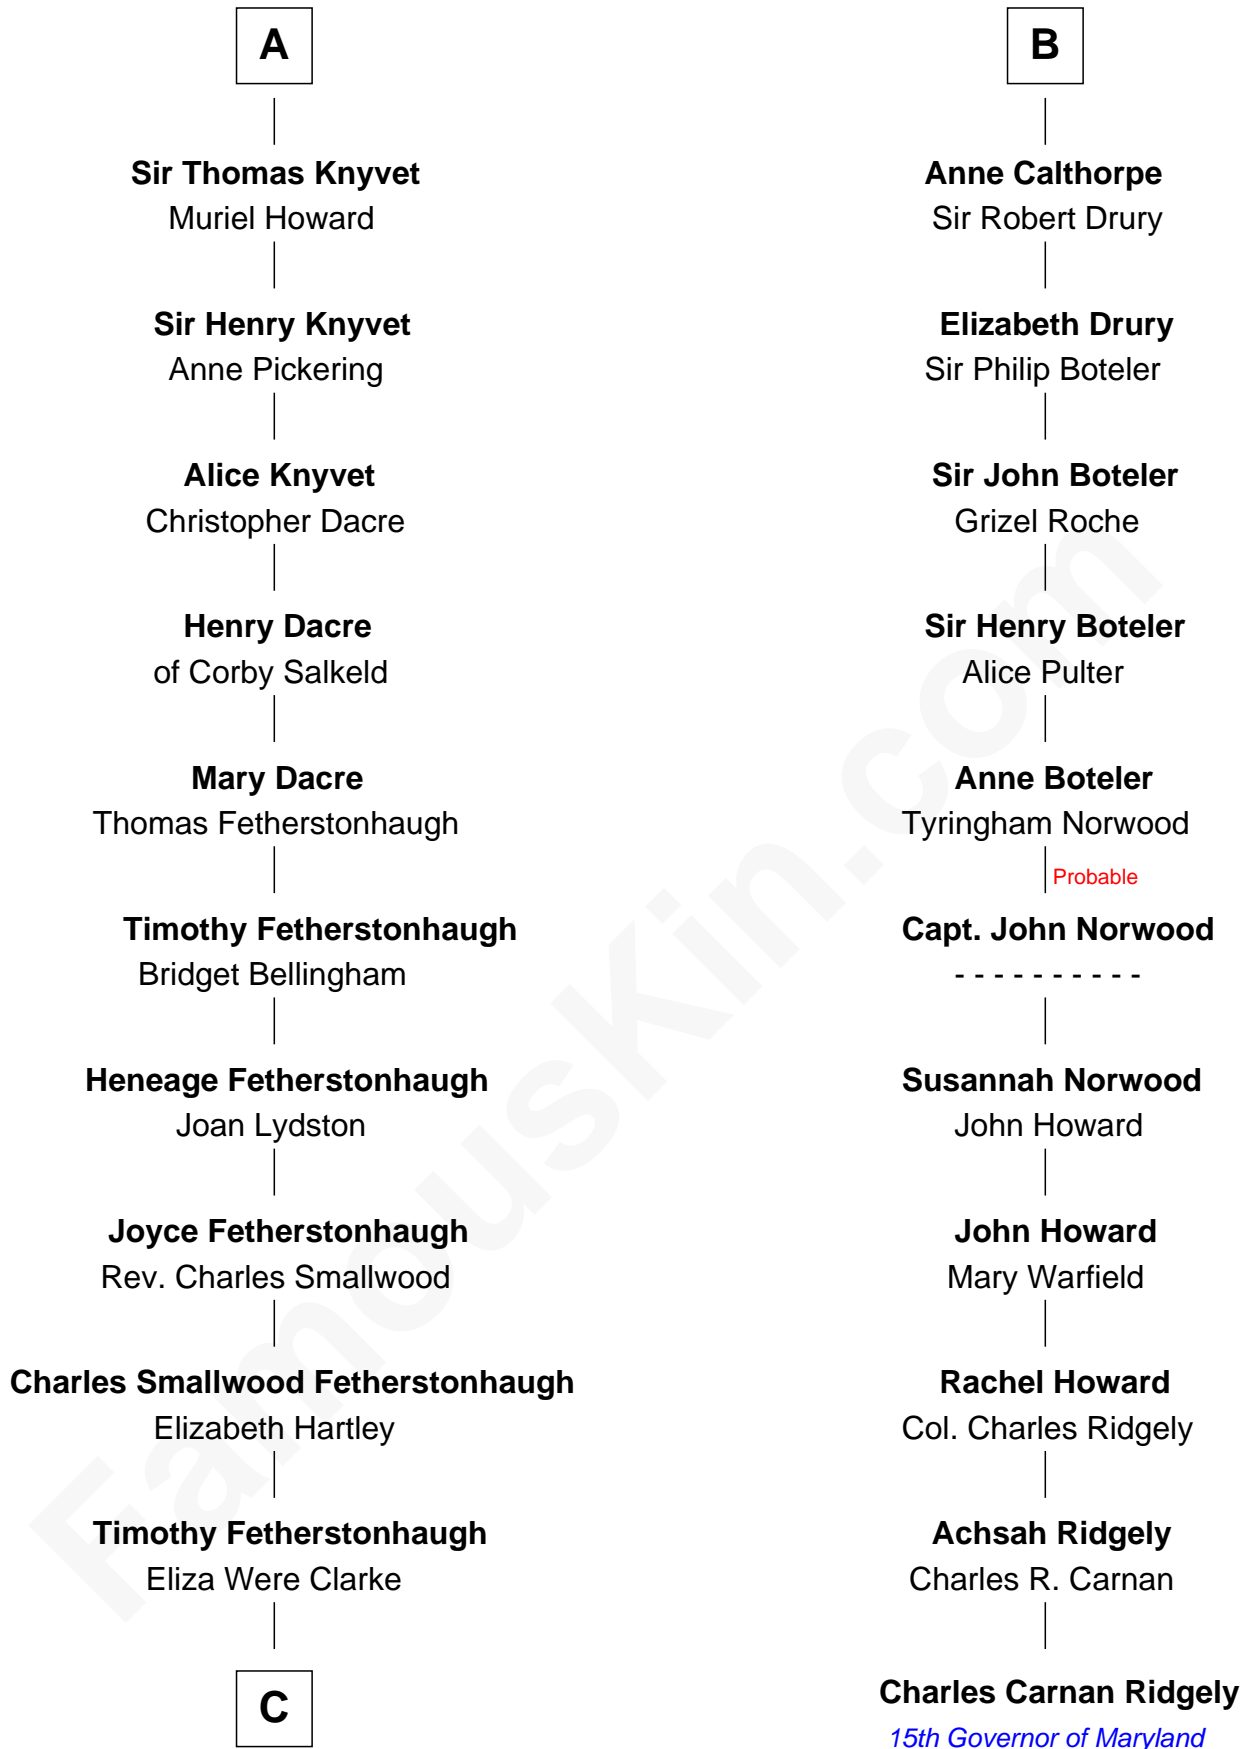 A
Sir Thomas Knyvet
Muriel Howard
Sir Henry Knyvet
Anne Pickering
Alice Knyvet
Christopher Dacre
Henry Dacre
of Corby Salkeld
Mary Dacre
Thomas Fetherstonhaugh
Timothy Fetherstonhaugh
Bridget Bellingham
Heneage Fetherstonhaugh
Joan Lydston
Joyce Fetherstonhaugh
Rev. Charles Smallwood
Charles Smallwood Fetherstonhaugh
Elizabeth Hartley
Timothy Fetherstonhaugh
Eliza Were Clarke
C
B
Anne Calthorpe
Sir Robert Drury
Elizabeth Drury
Sir Philip Boteler
Sir John Boteler
Grizel Roche
Sir Henry Boteler
Alice Pulter
Anne Boteler
Tyringham Norwood
Probable
Capt. John Norwood
- - - - - - - - - -
Susannah Norwood
John Howard
John Howard
Mary Warfield
Rachel Howard
Col. Charles Ridgely
Achsah Ridgely
Charles R. Carnan
Charles Carnan Ridgely
15th Governor of Maryland
FamousKin.com